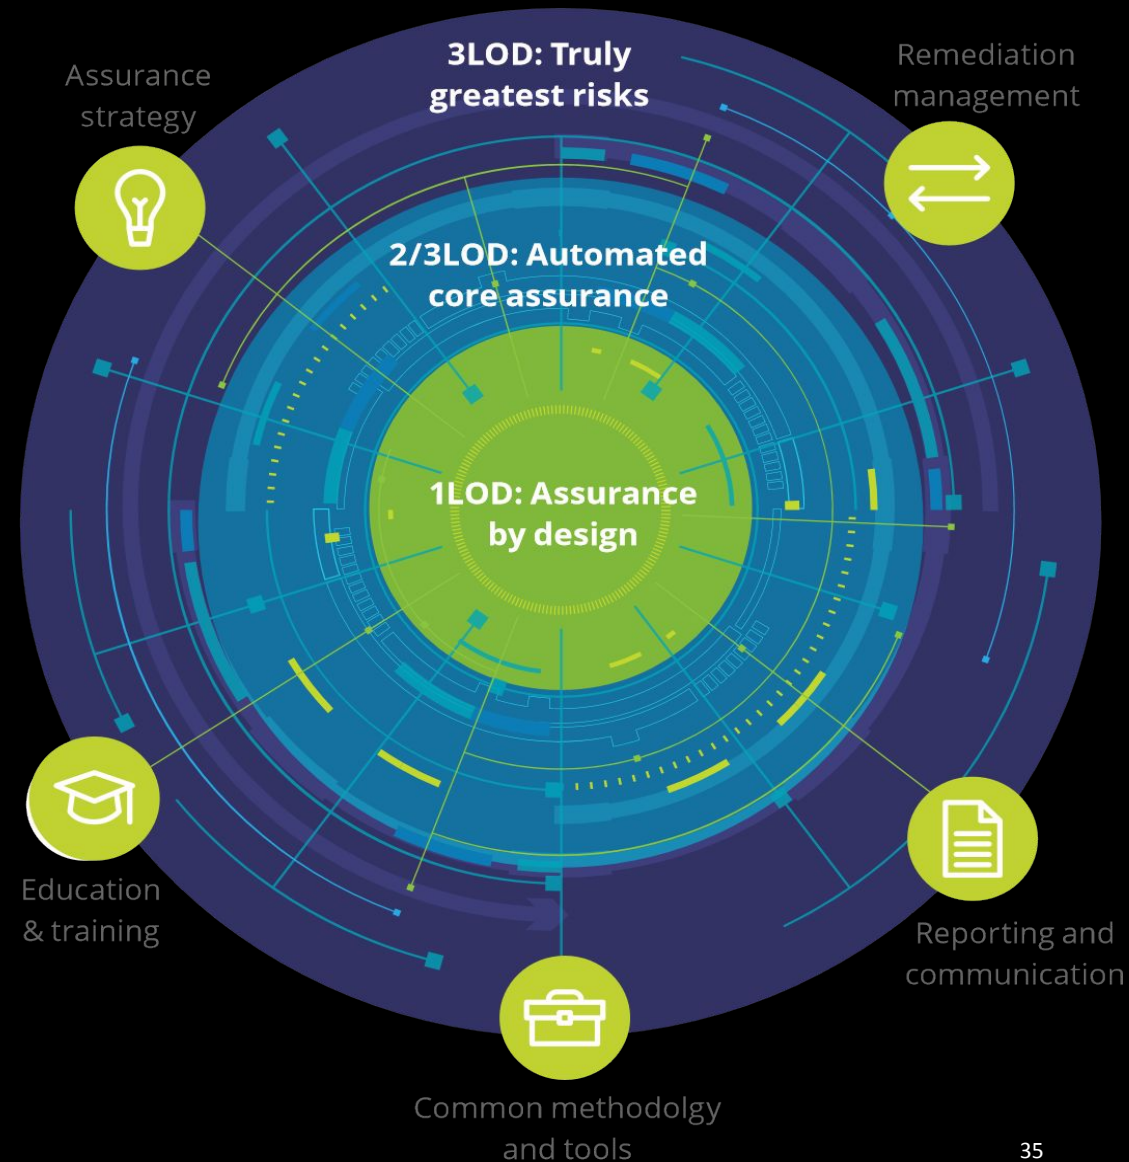 3LOD: Truly
greatest risks
Assurance
strategy
Remediation
management
2/3LOD: Automated
core assurance
1LOD: Assurance
by design
Education
& training
Reporting and
communication
Common methodolgy
and tools
35